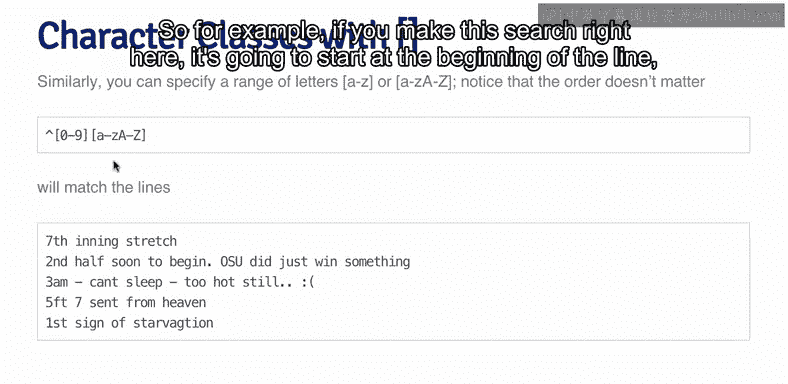 Character Classes with []
So for example, if you make this search right
here, it's going to start at the beginning of the line,
Similarly, you can specify a range of letters [a-z] or [a-zA-Z]; notice that the order doesn’t matter
^[0-9][a-zA-Z]
will match the lines
7th inning stretch
2nd half soon to begin. OSU did just win something
3am - cant sleep - too hot still.. :(
5ft 7 sent from heaven
1st sign of starvagtion